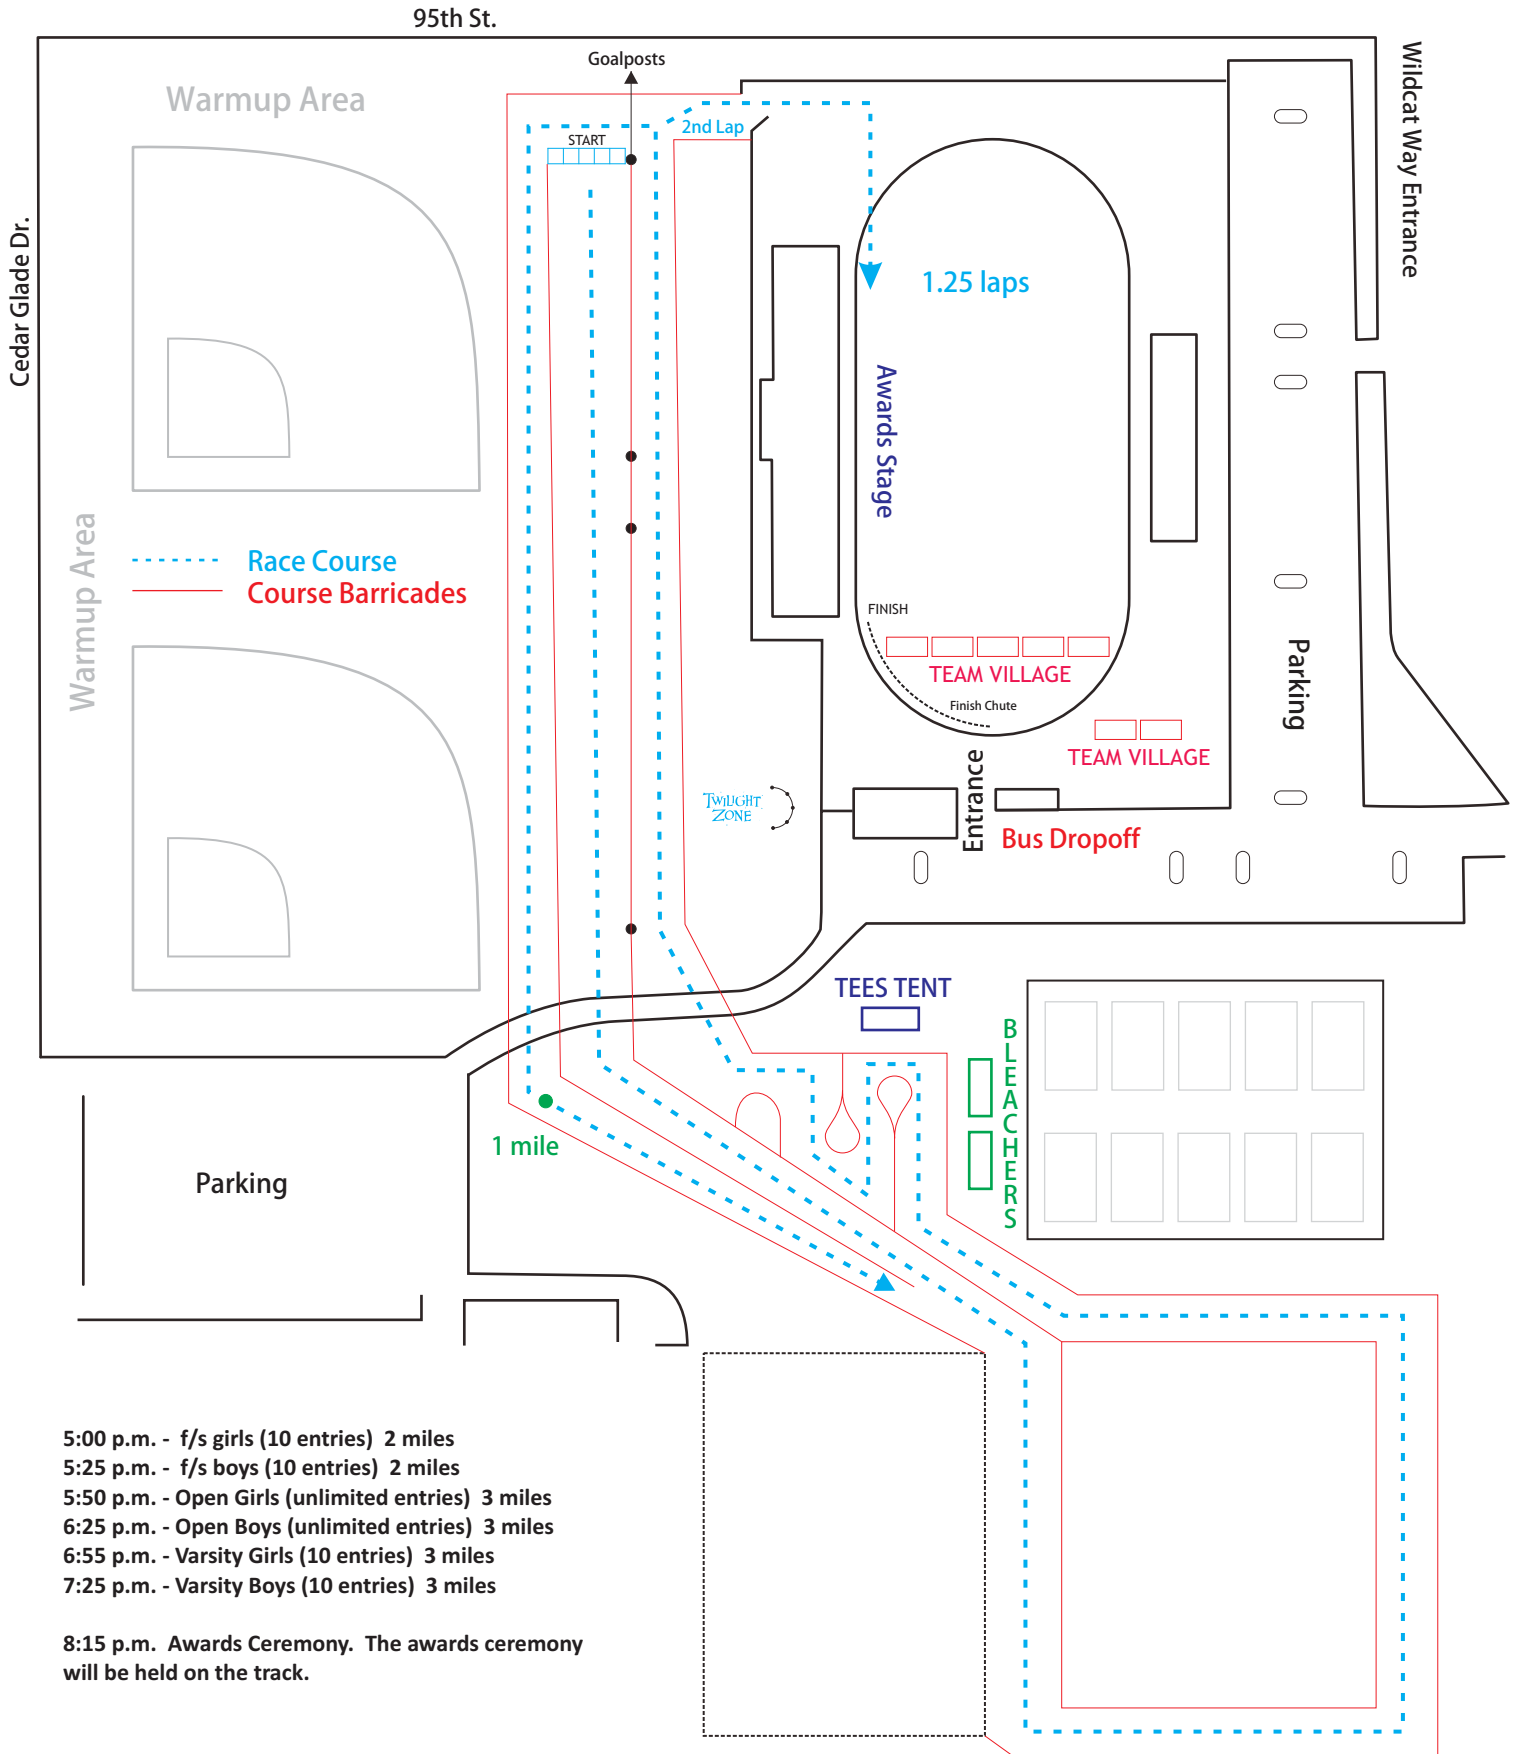 95th St.
Goalposts
Wildcat Way Entrance
Warmup Area
2nd Lap
START
Cedar Glade Dr.
1.25 laps
Awards Stage
Warmup Area
Race Course
Course Barricades
FINISH
TEAM VILLAGE
Parking
Finish Chute
TEAM VILLAGE
TWILIGHT
ZONE
Entrance
Bus Dropoff
TEES TENT
BLEACHERS
1 mile
Parking
5:00 p.m. - f/s girls (10 entries) 2 miles
5:25 p.m. - f/s boys (10 entries) 2 miles
5:50 p.m. - Open Girls (unlimited entries) 3 miles
6:25 p.m. - Open Boys (unlimited entries) 3 miles
6:55 p.m. - Varsity Girls (10 entries) 3 miles
7:25 p.m. - Varsity Boys (10 entries) 3 miles
8:15 p.m. Awards Ceremony. The awards ceremony
will be held on the track.